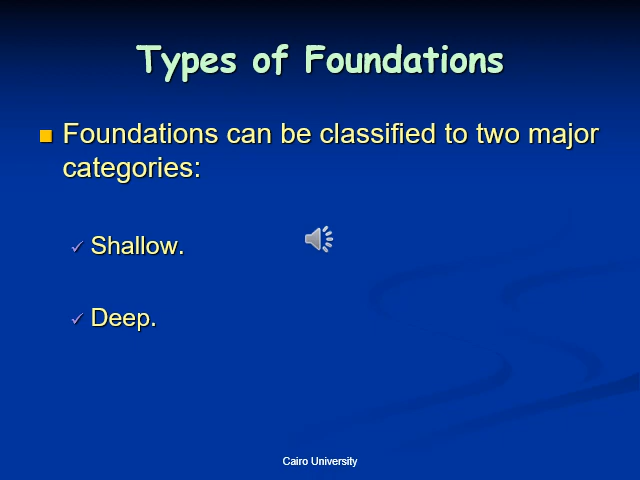 Types of Foundations
Foundations can be classified to two major
categories:
Shallow.
Deep.
Cairo University